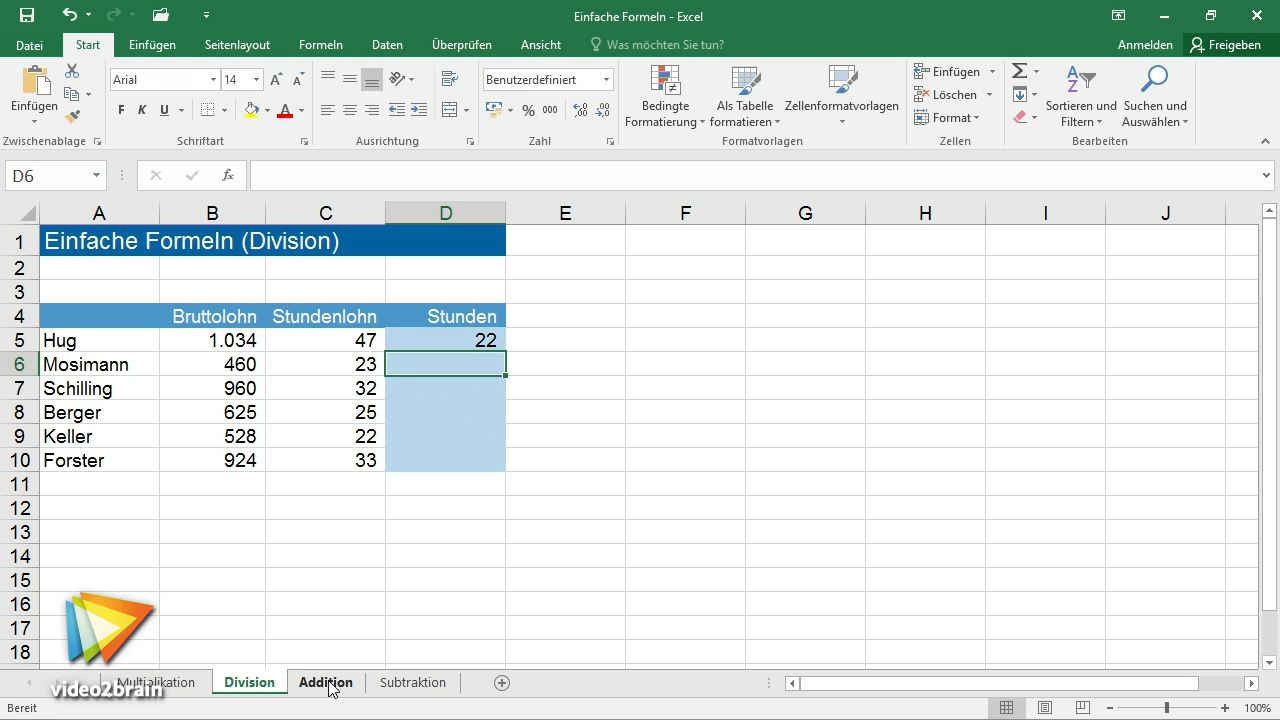 Einfache Formeln - Excel
Datei Start Einfügen Seitenlayout Formeln Daten Überprüfen Ansicht Was möchten Sie tun? Anmelden Freigeben
Einfügen
Arial 14
F K U
Benutzerdefiniert
% 000
Bedingte Formatierung
Als Tabelle formatieren
Zellenformatvorlagen
Einfügen
Löschen
Format
Sortieren und Filtern
Suchen und Auswählen
Zwischenablage Schriftart Ausrichtung Zahl Formatvorlagen Zellen Bearbeiten
D6 fx
A B C D E F G H I J
1 Einfache Formeln (Division)
2
3
4 Bruttolohn Stundenlohn Stunden
5 Hug 1.034 47 22
6 Mosimann 460 23
7 Schilling 960 32
8 Berger 625 25
9 Keller 528 22
10 Forster 924 33
11
12
13
14
15
16
17
18
Multiplikation Division Addition Subtraktion
video2brain
Bereit 100%